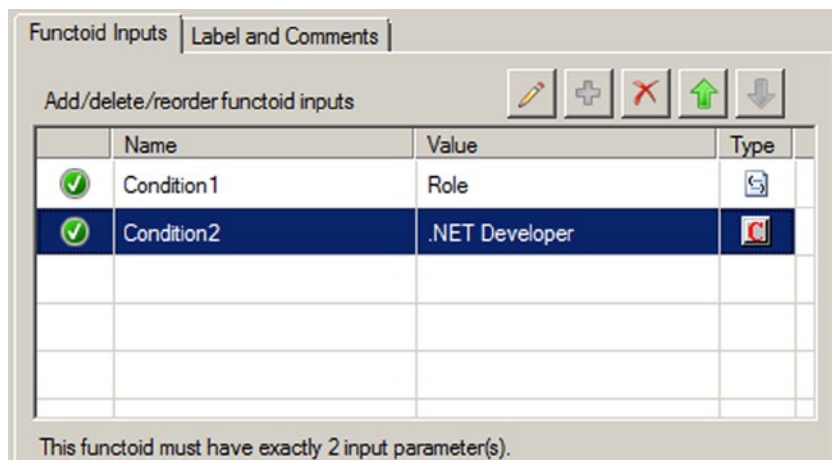 Functoid Inputs Label and Comments
Add/delete/reorder functoid inputs
Name Value Type
Condition1 Role
Condition2 .NET Developer C
This functoid must have exactly 2 input parameter(s).